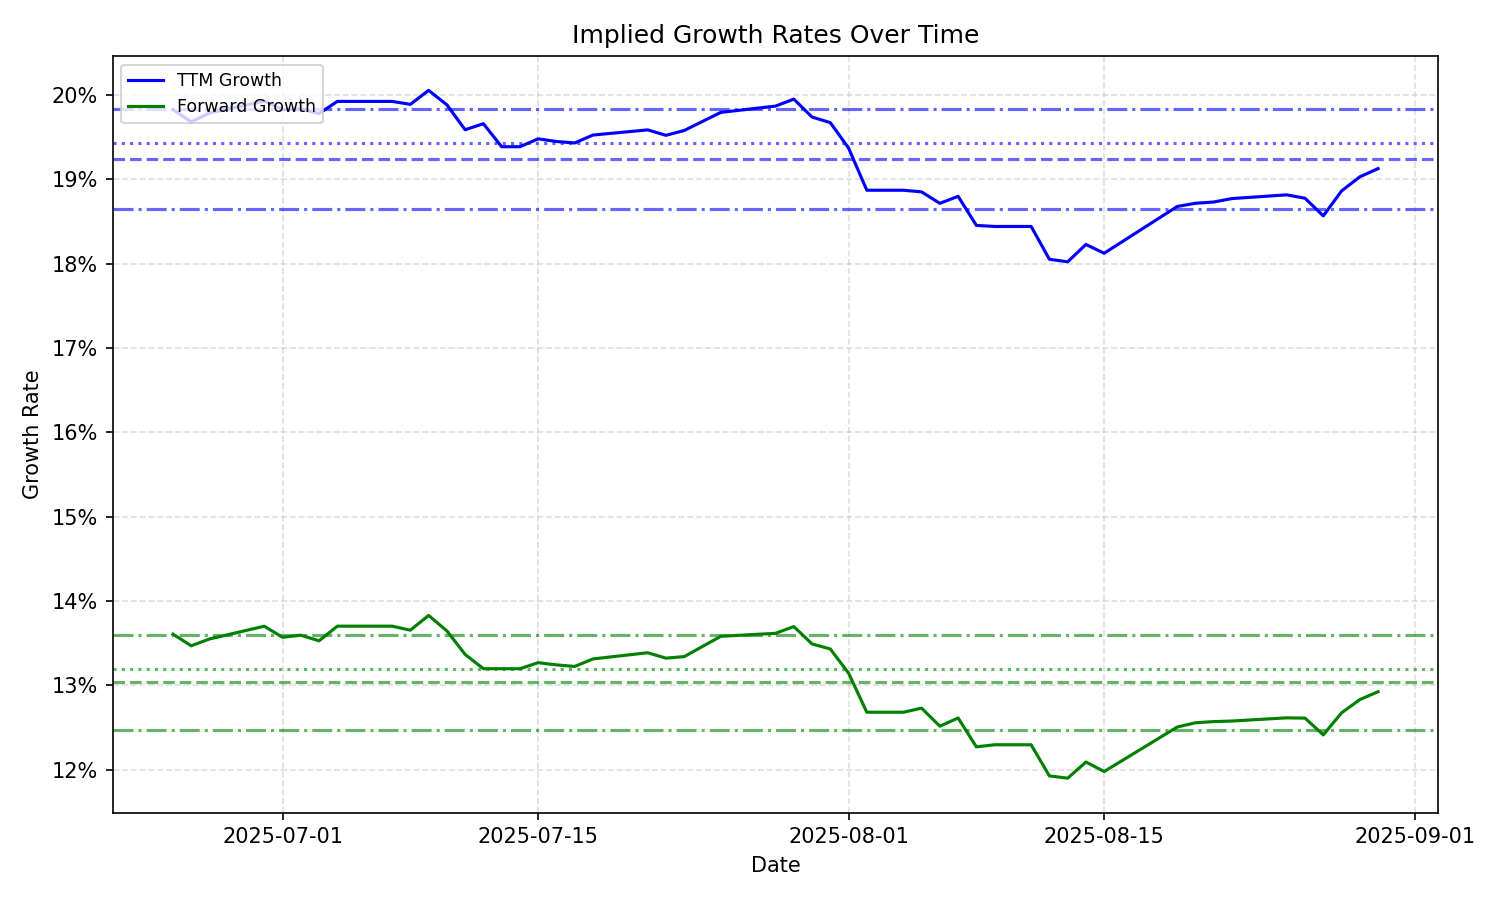 Implied Growth Rates Over Time
TTM Growth
Forward Growth
20%
19%
18%
17%
16%
15%
14%
13%
12%
Growth Rate
2025-07-01
2025-07-15
2025-08-01
2025-08-15
2025-09-01
Date